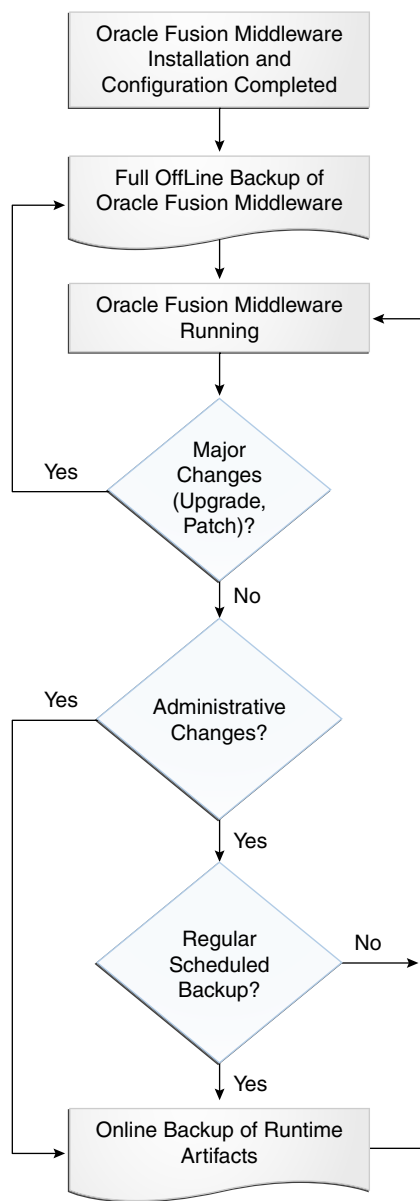 Oracle Fusion Middleware
Installation and
Configuration Completed
Full OffLine Backup of
Oracle Fusion Middleware
Oracle Fusion Middleware
Running
Major
Changes
(Upgrade,
Patch)?
Yes
No
Yes
Administrative
Changes?
Yes
Regular
Scheduled
Backup?
No
Yes
Online Backup of Runtime
Artifacts